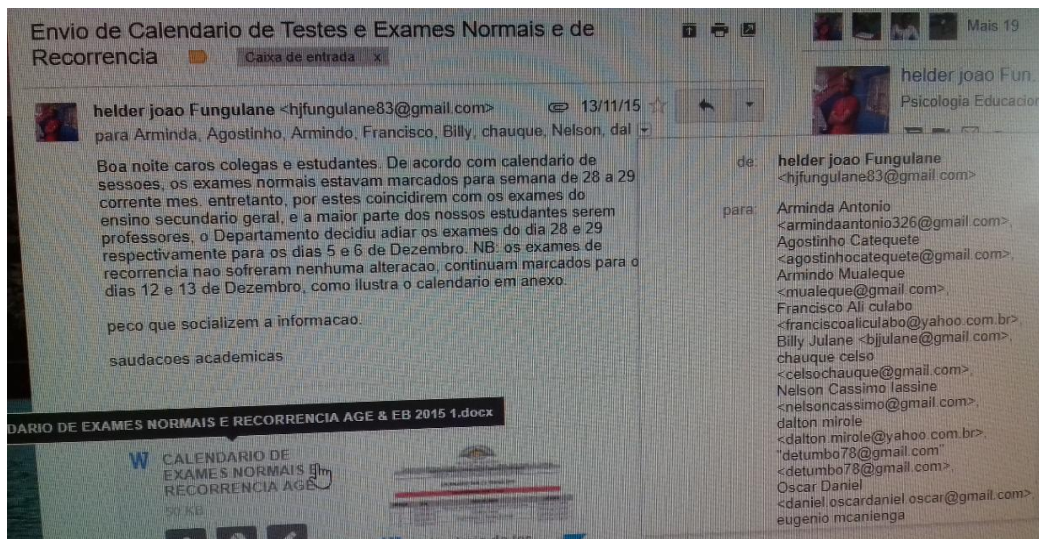 Envio de Calendario de Testes e Exames Normais e de
Recorrencia
Caixa de entrada x
Mais 19
helder joao Fungulane <hjfungulane83@gmail.com>
13/11/15
para Arminda, Agostinho, Armindo, Francisco, Billy, chauque, Nelson, dal
Boa noite caros colegas e estudantes. De acordo com calendario de
sessoes, os exames normais estavam marcados para semana de 28 a 29
corrente mes. entretanto, por estes coincidirem com os exames do
ensino secundario geral, e a maior parte dos nossos estudantes serem
professores, o Departamento decidiu adiar os exames do dia 28 e 29
respectivamente para os dias 5 e 6 de Dezembro. NB: os exames de
recorrencia nao sofreram nenhuma alteracao, continuam marcados para o
dias 12 e 13 de Dezembro, como ilustra o calendario em anexo.
peco que socializem a informacao.
saudacoes academicas
DARIO DE EXAMES NORMAIS E RECORRENCIA AGE & EB 2015 1.docx
W
CALENDARIO DE
EXAMES NORMAIS E
RECORRENCIA AGE
90 KB
helder joao Fun.
Psicologia Educacion
de: helder joao Fungulane
<hjfungulane83@gmail.com>
para: Arminda Antonio
<armindaantonio326@gmail.com>,
Agostinho Catequete
<agostinhocatequete@gmail.com>,
Armindo Mualeque
<mualeque@gmail.com>,
Francisco Ali culabo
<franciscoaliculabo@yahoo.com.br>,
Billy Julane <bjjulane@gmail.com>,
chauque celso
<celsochauque@gmail.com>,
Nelson Cassimo Iassine
<nelsoncassimo@gmail.com>,
dalton mirole
<dalton.mirole@yahoo.com.br>,
"detumbo78@gmail.com"
<detumbo78@gmail.com>,
Oscar Daniel
<daniel.oscardaniel.oscar@gmail.com>,
eugenio mcanienga